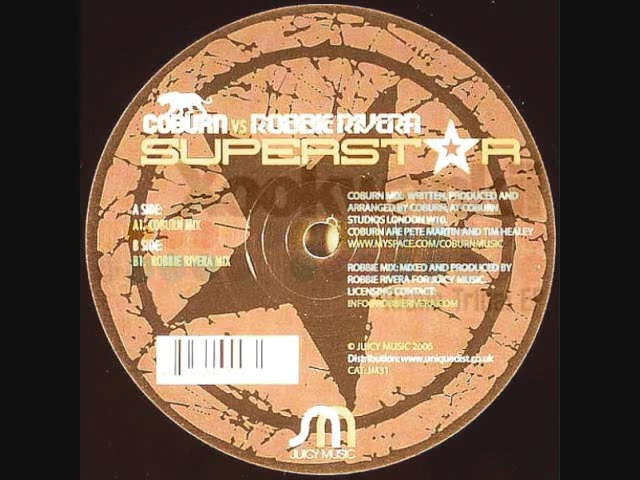 COBURN VS ROBBIE RIVERA
SUPERSTAR
A SIDE:
A1. COBURN MIX
B SIDE:
B1. ROBBIE RIVERA MIX
COBURN MIX: WRITTEN, PRODUCED AND
ARRANGED BY COBURN, AT COBURN
STUDIOS LONDON W10.
COBURN ARE PETE MARTIN AND TIM HEALEY
WWW.MYSPACE.COM/COBURNMUSIC
ROBBIE MIX: MIXED AND PRODUCED BY
ROBBIE RIVERA FOR JUICY MUSIC.
LICENSING CONTACT:
INFO@ROBBIERIVERA.COM
© JUICY MUSIC 2006
Distribution: www.uniquedist.co.uk
CAT: JM31
JUICY MUSIC